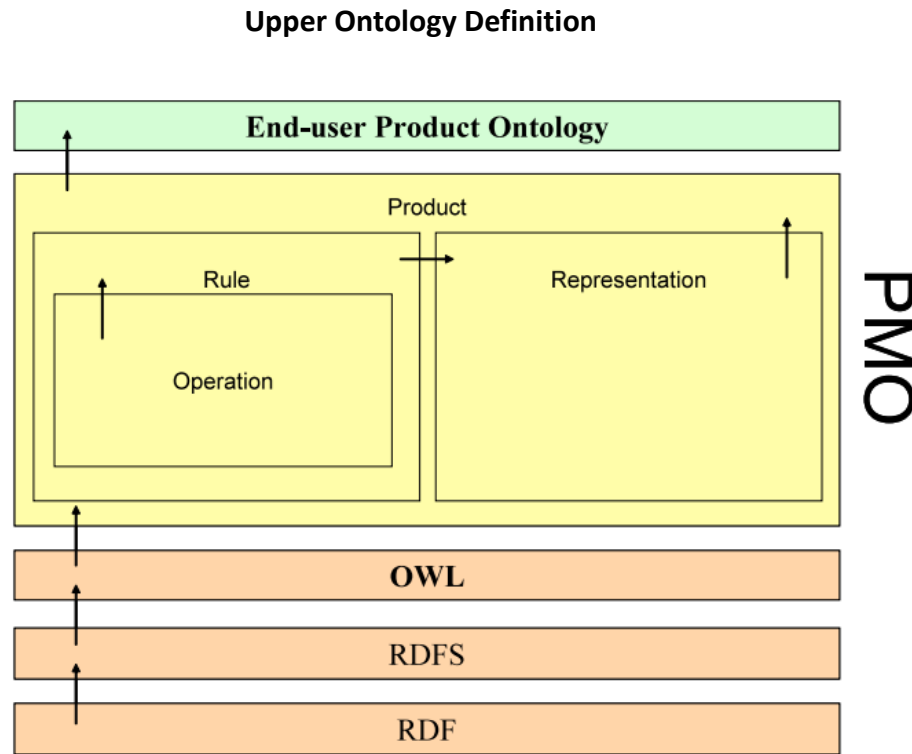 Upper Ontology Definition
End-user Product Ontology
Product
Rule
Representation
Operation
PMO
OWL
RDFS
RDF